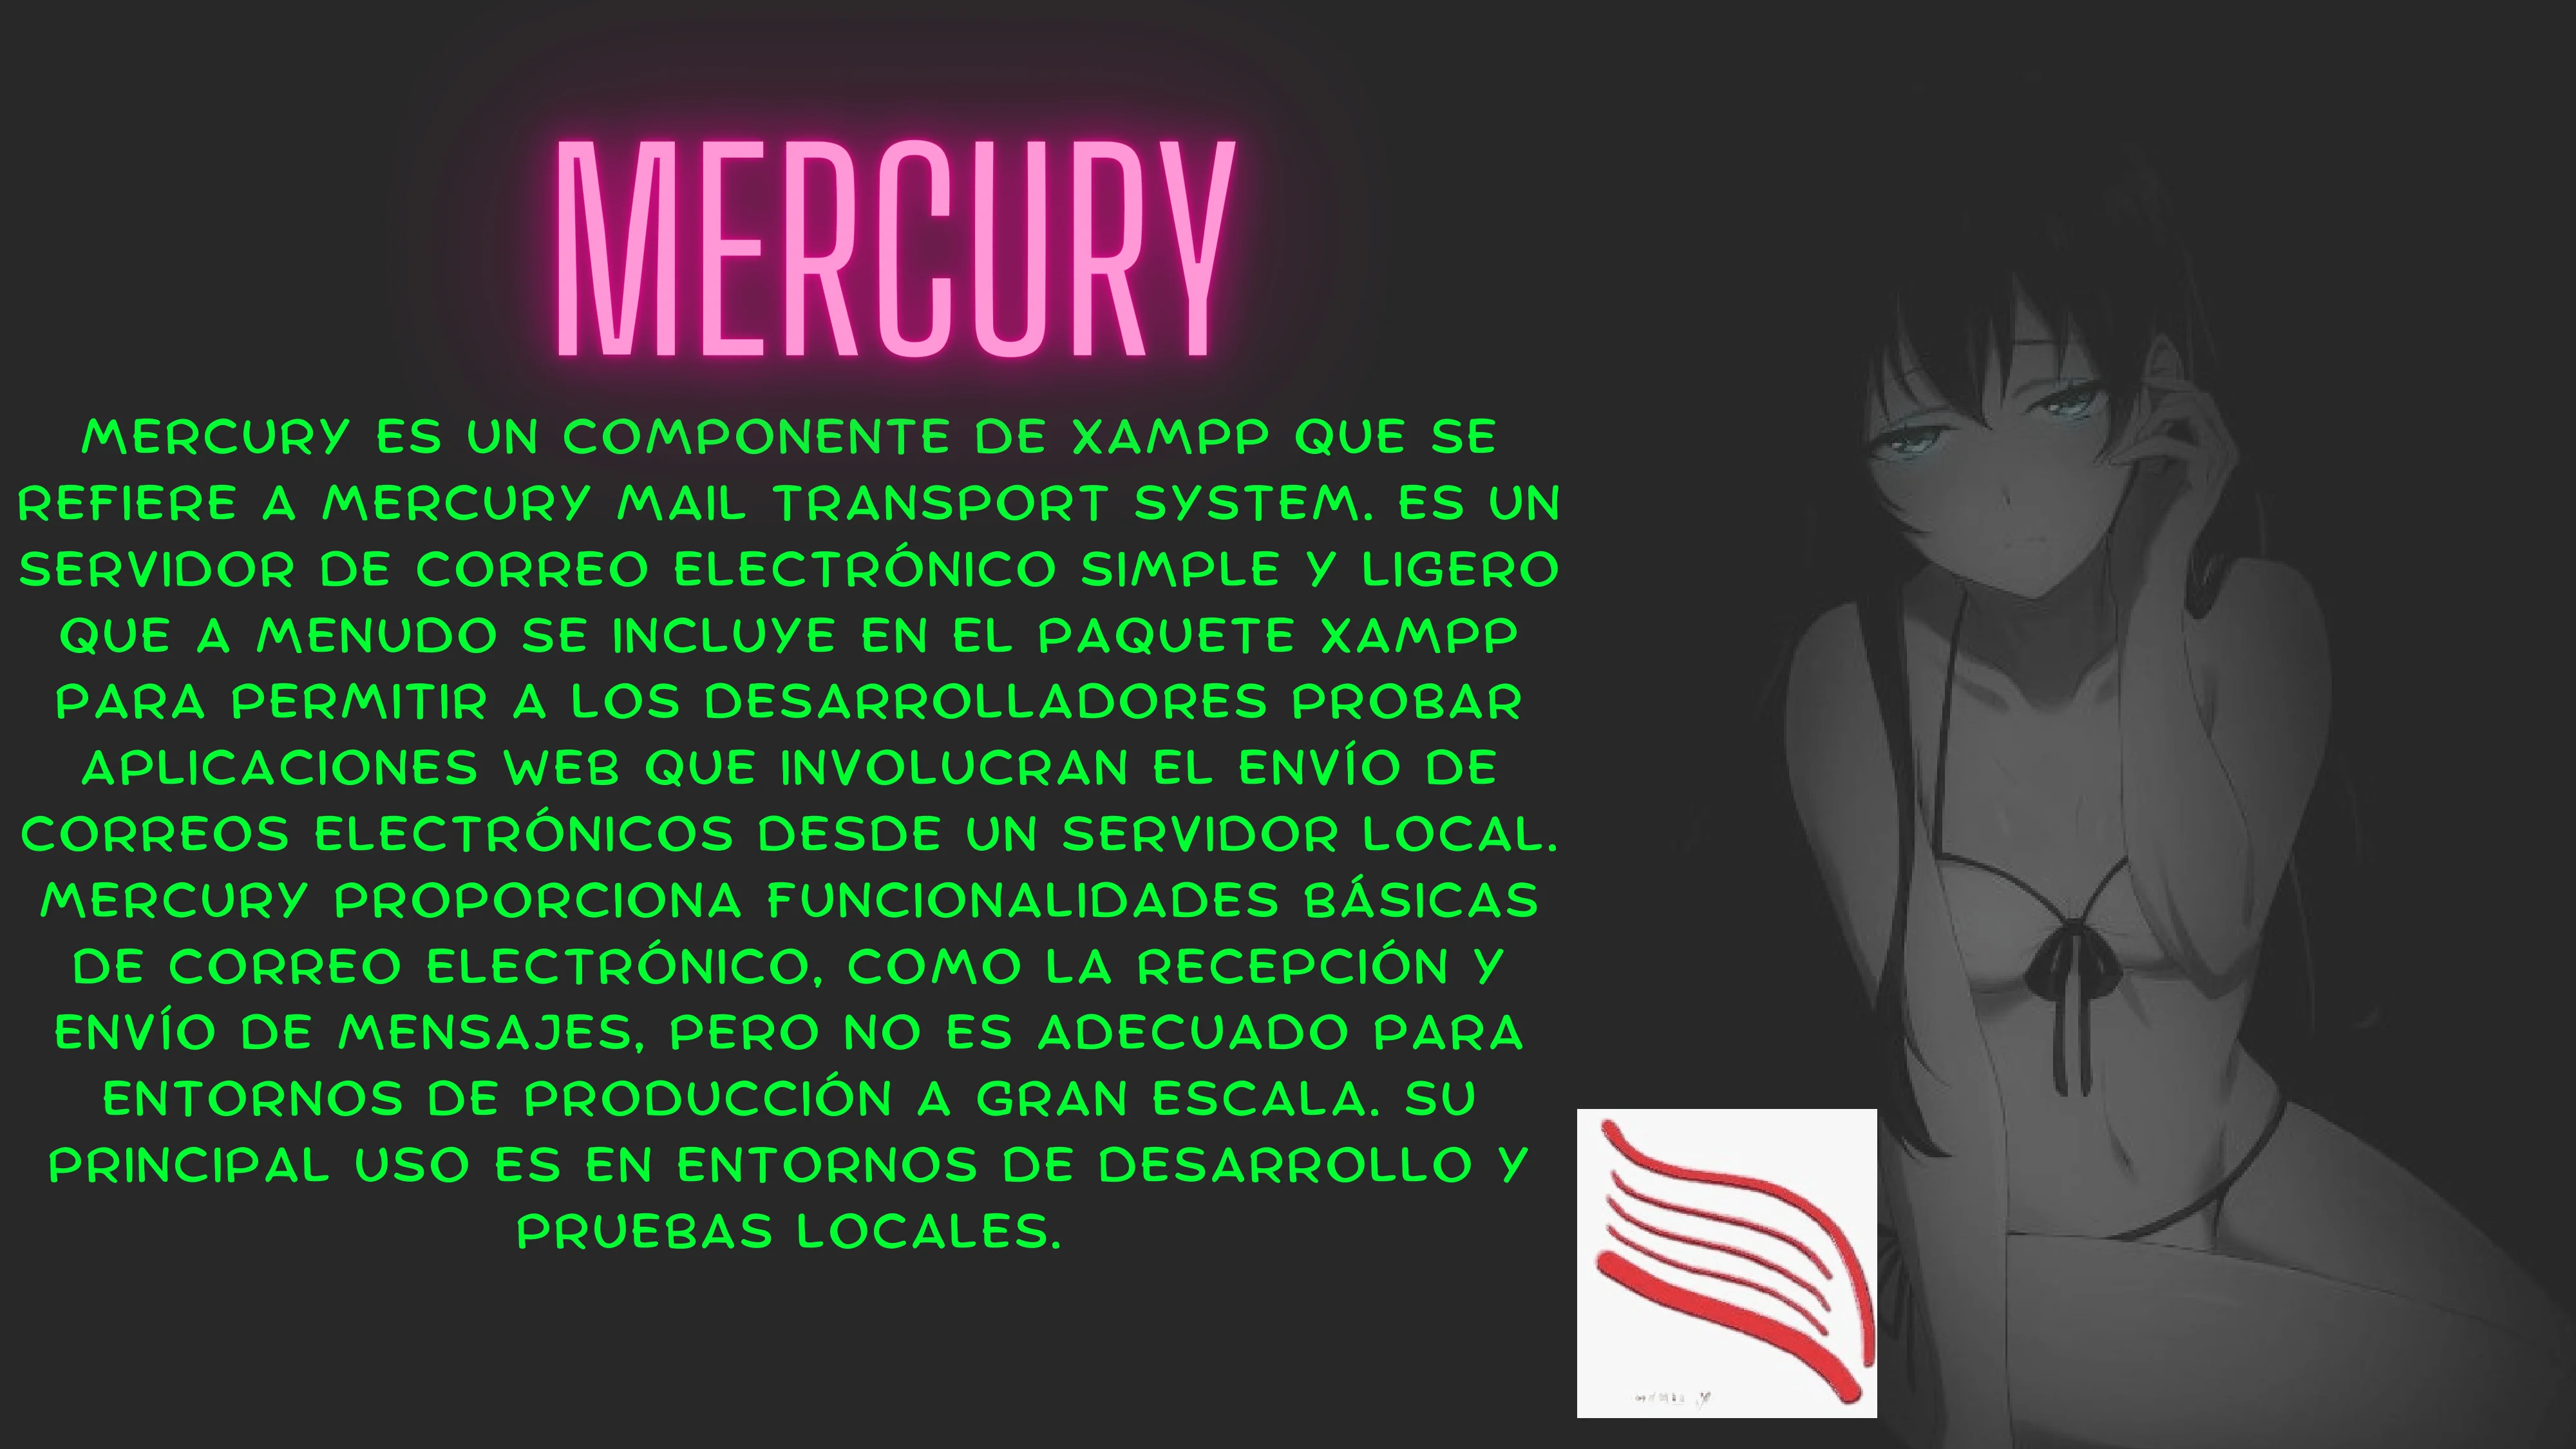 MERCURY
MERCURY ES UN COMPONENTE DE XAMPP QUE SE
REFIERE A MERCURY MAIL TRANSPORT SYSTEM. ES UN
SERVIDOR DE CORREO ELECTRÓNICO SIMPLE Y LIGERO
QUE A MENUDO SE INCLUYE EN EL PAQUETE XAMPP
PARA PERMITIR A LOS DESARROLLADORES PROBAR
APLICACIONES WEB QUE INVOLUCRAN EL ENVÍO DE
CORREOS ELECTRÓNICOS DESDE UN SERVIDOR LOCAL.
MERCURY PROPORCIONA FUNCIONALIDADES BÁSICAS
DE CORREO ELECTRÓNICO, COMO LA RECEPCIÓN Y
ENVÍO DE MENSAJES, PERO NO ES ADECUADO PARA
ENTORNOS DE PRODUCCIÓN A GRAN ESCALA. SU
PRINCIPAL USO ES EN ENTORNOS DE DESARROLLO Y
PRUEBAS LOCALES.